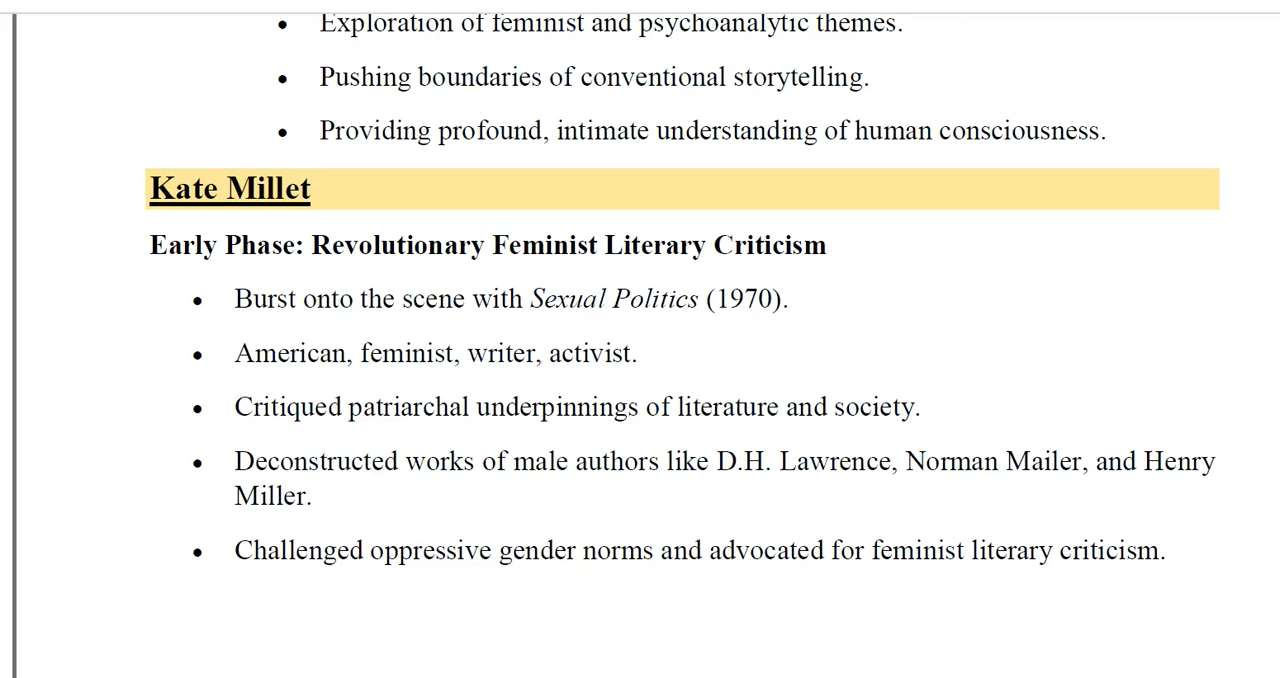 • Exploration of feminist and psychoanalytic themes.
• Pushing boundaries of conventional storytelling.
• Providing profound, intimate understanding of human consciousness.
Kate Millet
Early Phase: Revolutionary Feminist Literary Criticism
• Burst onto the scene with Sexual Politics (1970).
• American, feminist, writer, activist.
• Critiqued patriarchal underpinnings of literature and society.
• Deconstructed works of male authors like D.H. Lawrence, Norman Mailer, and Henry
Miller.
• Challenged oppressive gender norms and advocated for feminist literary criticism.